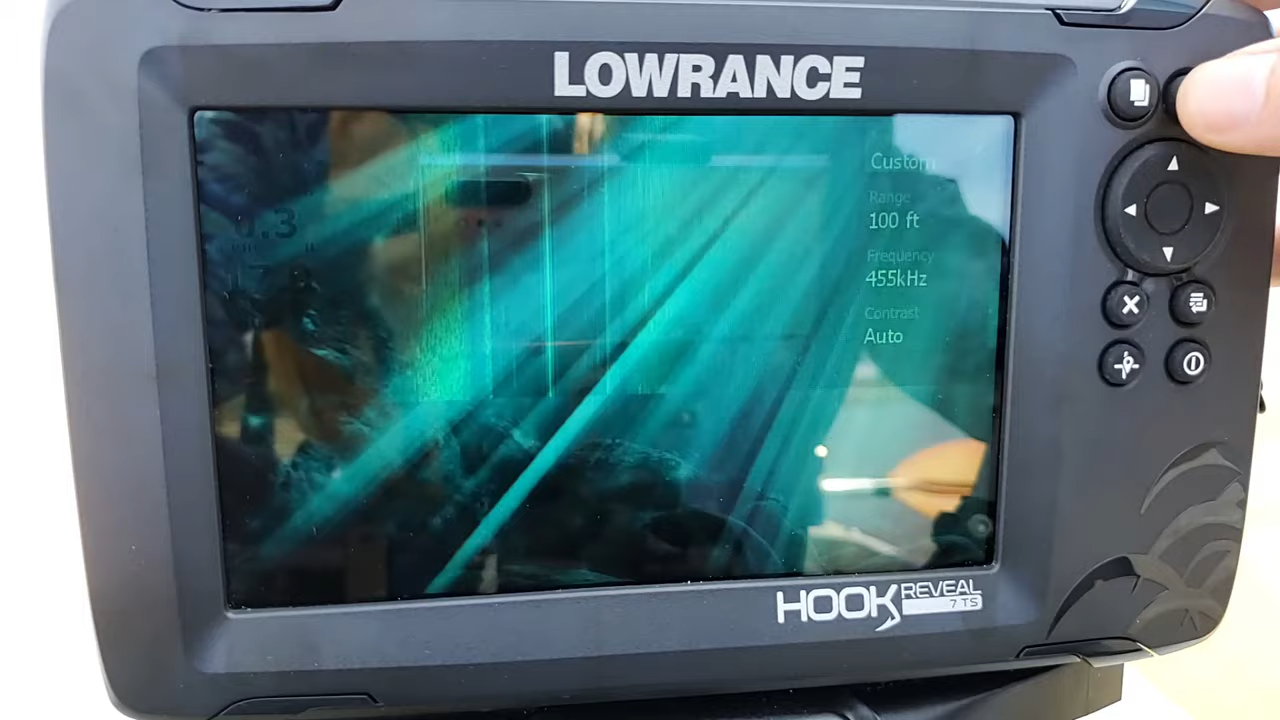 LOWRANCE
Custom
Range
100 ft
Frequency
455kHz
Contrast
Auto
HOOK REVEAL
7 TS